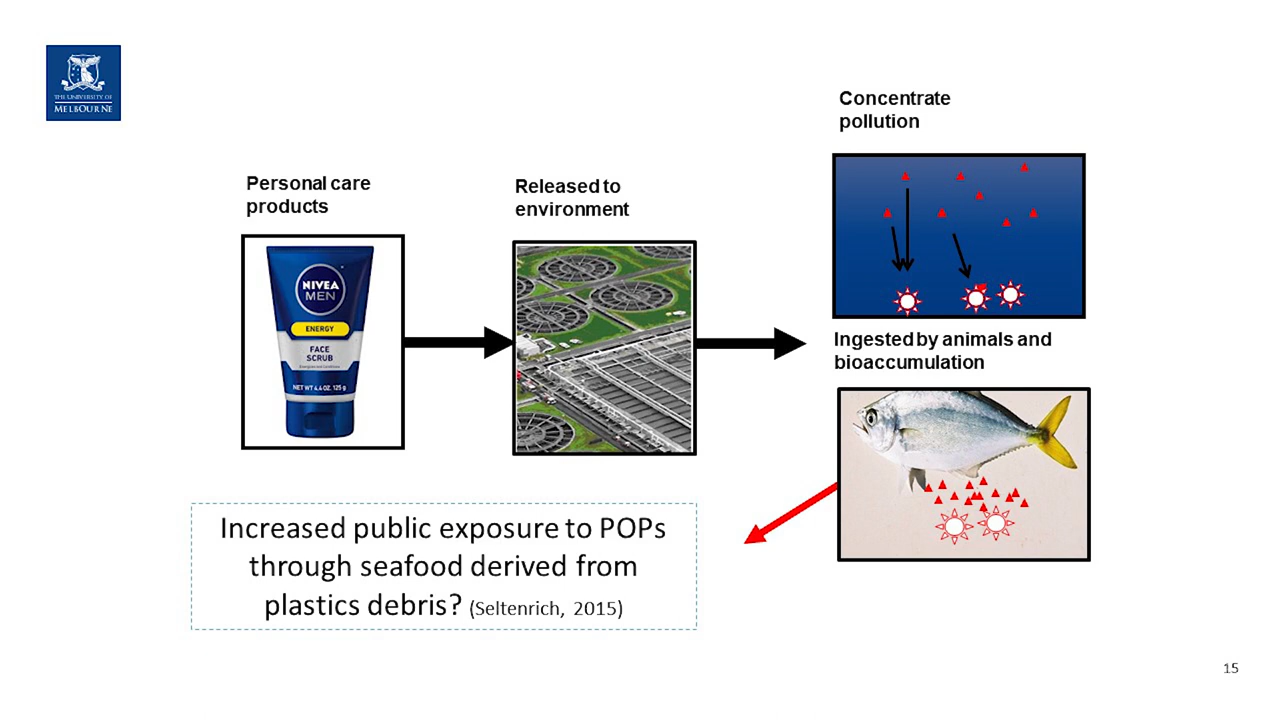 THE UNIVERSITY OF
MELBOURNE
Personal care
products
Released to
environment
Concentrate
pollution
NIVEA
MEN
ENERGY
FACE
SCRUB
NET WT 4.4 OZ. 125 g
Ingested by animals and
bioaccumulation
Increased public exposure to POPs
through seafood derived from
plastics debris? (Seltenrich, 2015)
15